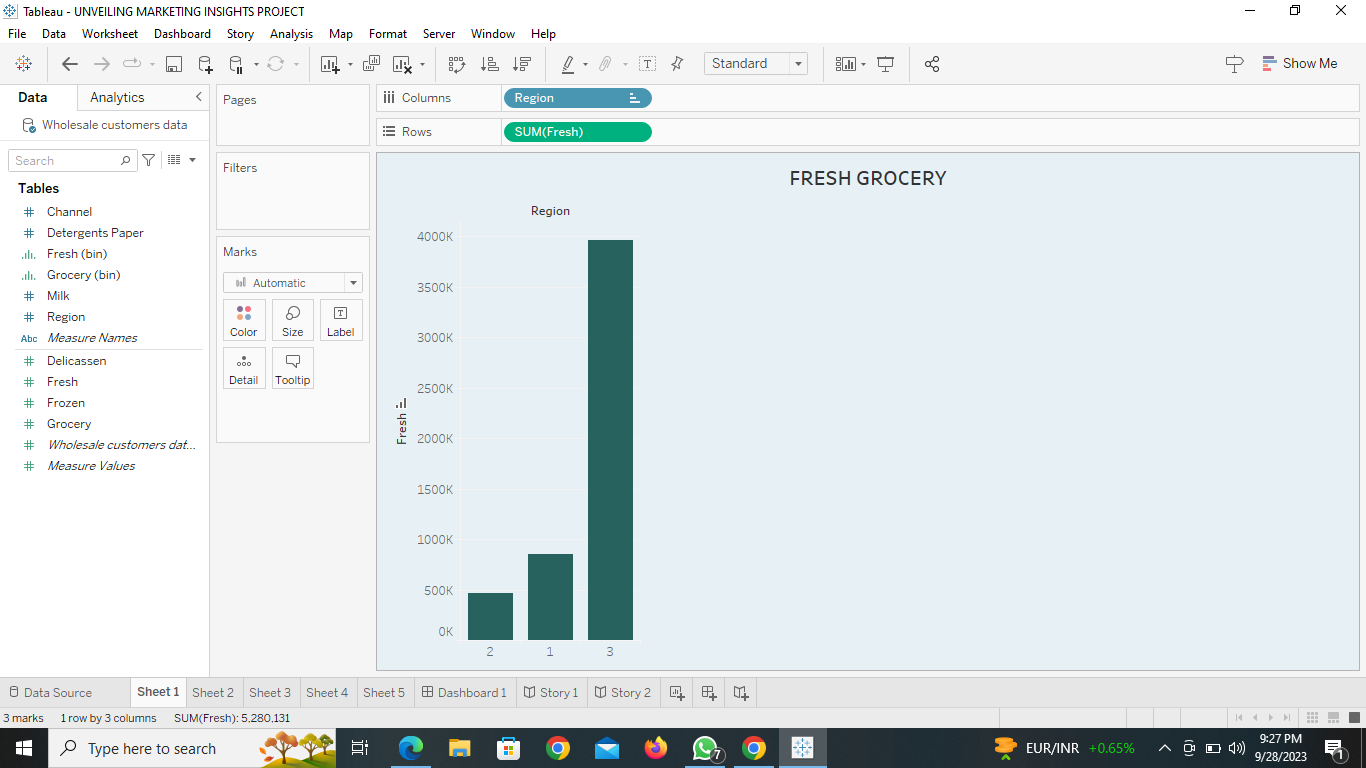 Tableau - UNVEILING MARKETING INSIGHTS PROJECT
File Data Worksheet Dashboard Story Analysis Map Format Server Window Help
Standard
Show Me
Data Analytics
Wholesale customers data
Search
Tables
Channel
Detergents Paper
Fresh (bin)
Grocery (bin)
Milk
Region
Abc Measure Names
Delicassen
Fresh
Frozen
Grocery
Wholesale customers dat...
Measure Values
Pages
Filters
Marks
Automatic
Color Size Label
Detail Tooltip
Columns Region
Rows SUM(Fresh)
FRESH GROCERY
Region
4000K
3500K
3000K
2500K
2000K
1500K
1000K
500K
0K
Fresh
2 1 3
Data Source Sheet 1 Sheet 2 Sheet 3 Sheet 4 Sheet 5 Dashboard 1 Story 1 Story 2
3 marks 1 row by 3 columns SUM(Fresh): 5,280,131
Type here to search
7
EUR/INR +0.65%
9:27 PM
9/28/2023
1